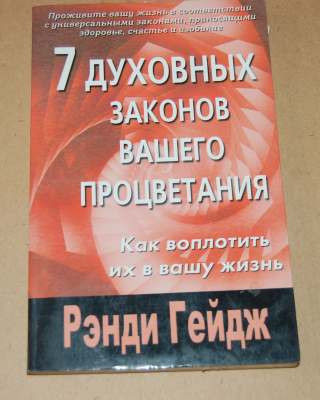 Проживите вашу жизнь в соответствии
с универсальными законами, приносящими
здоровье, счастье и изобилие
7 ДУХОВНЫХ
ЗАКОНОВ
ВАШЕГО
ПРОЦВЕТАНИЯ
Как воплотить
их в вашу жизнь
Рэнди Гейдж